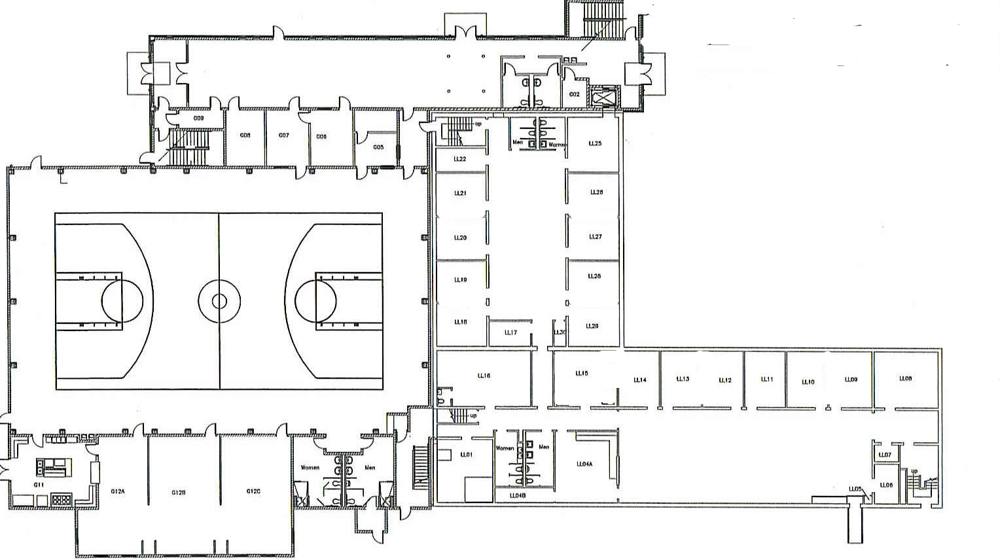 G02
G09
up
Men
Women
LL25
G08
G07
G06
G05
LL22
LL21
LL26
LL20
LL27
LL19
LL28
LL18
LL17
LL30
LL29
LL16
LL15
LL14
LL13
LL12
LL11
LL10
LL09
LL08
up
LL01
Women
Men
LL04A
LL07
Women
Men
up
G11
G12A
G12B
G12C
LL04B
LL05
LL06